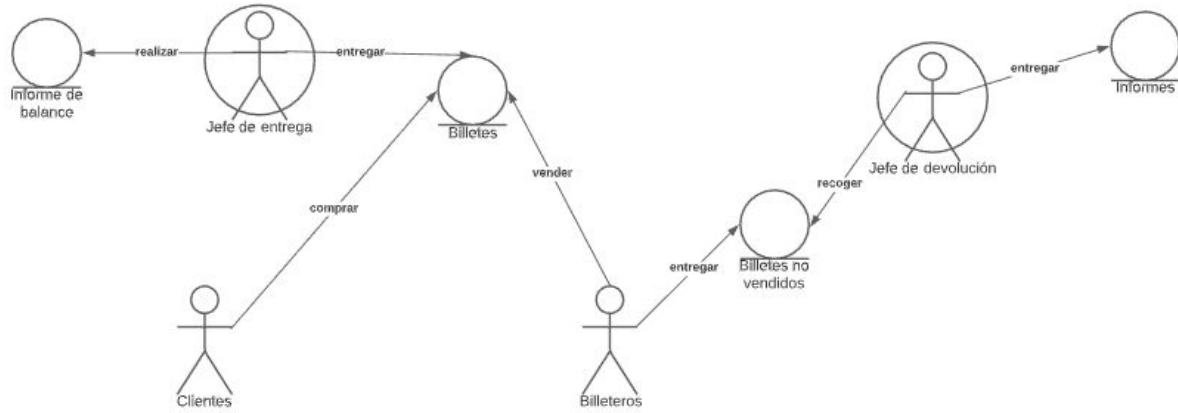 realizar
entregar
Informe de
balance
Jefe de entrega
Billetes
entregar
Informes
Jefe de devolución
vender
recoger
comprar
entregar
Billetes no
vendidos
Clientes
Billeteros